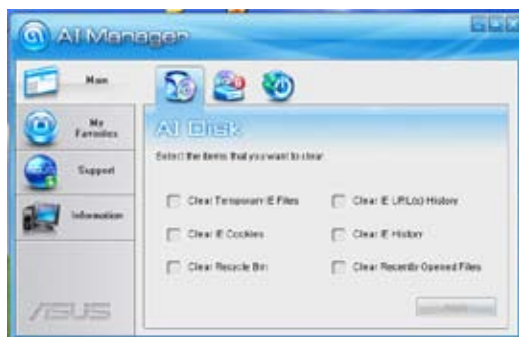 AI Manager
Main
My
Favorites
Support
Information
AI Disk
Select the items that you want to clear
Clear Temporary IE Files
Clear IE URL(s) History
Clear IE Cookies
Clear IE History
Clear Recycle Bin
Clear Recently Opened Files
ASUS